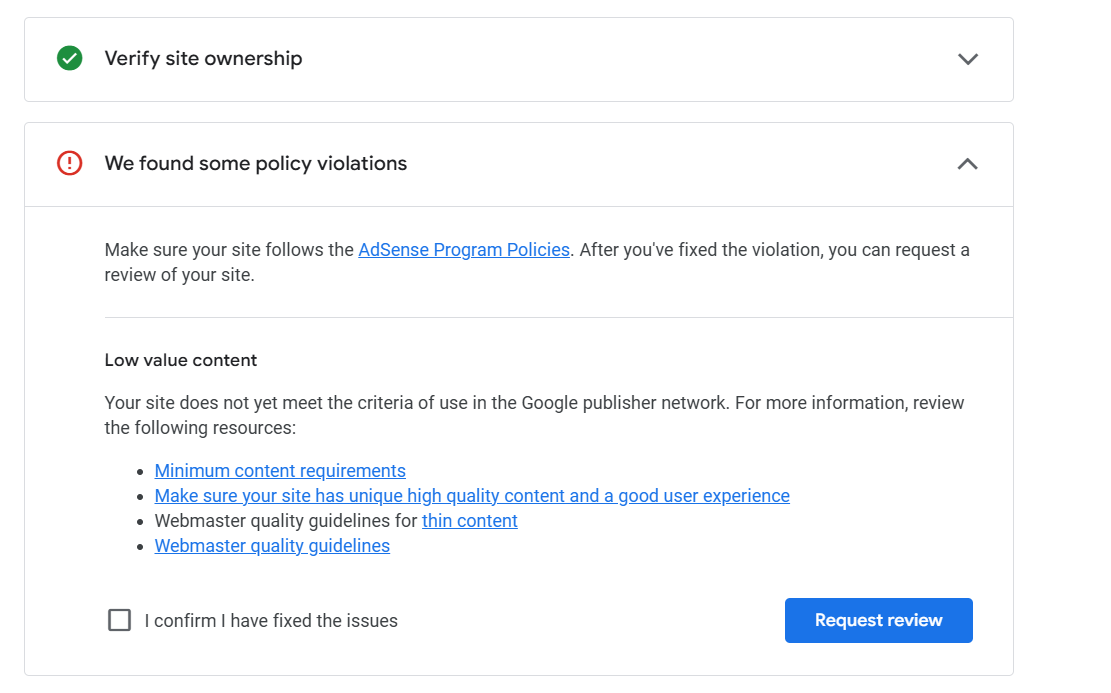 Verify site ownership
We found some policy violations
Make sure your site follows the AdSense Program Policies. After you've fixed the violation, you can request a
review of your site.
Low value content
Your site does not yet meet the criteria of use in the Google publisher network. For more information, review
the following resources:
Minimum content requirements
Make sure your site has unique high quality content and a good user experience
Webmaster quality guidelines for thin content
Webmaster quality guidelines
I confirm I have fixed the issues
Request review